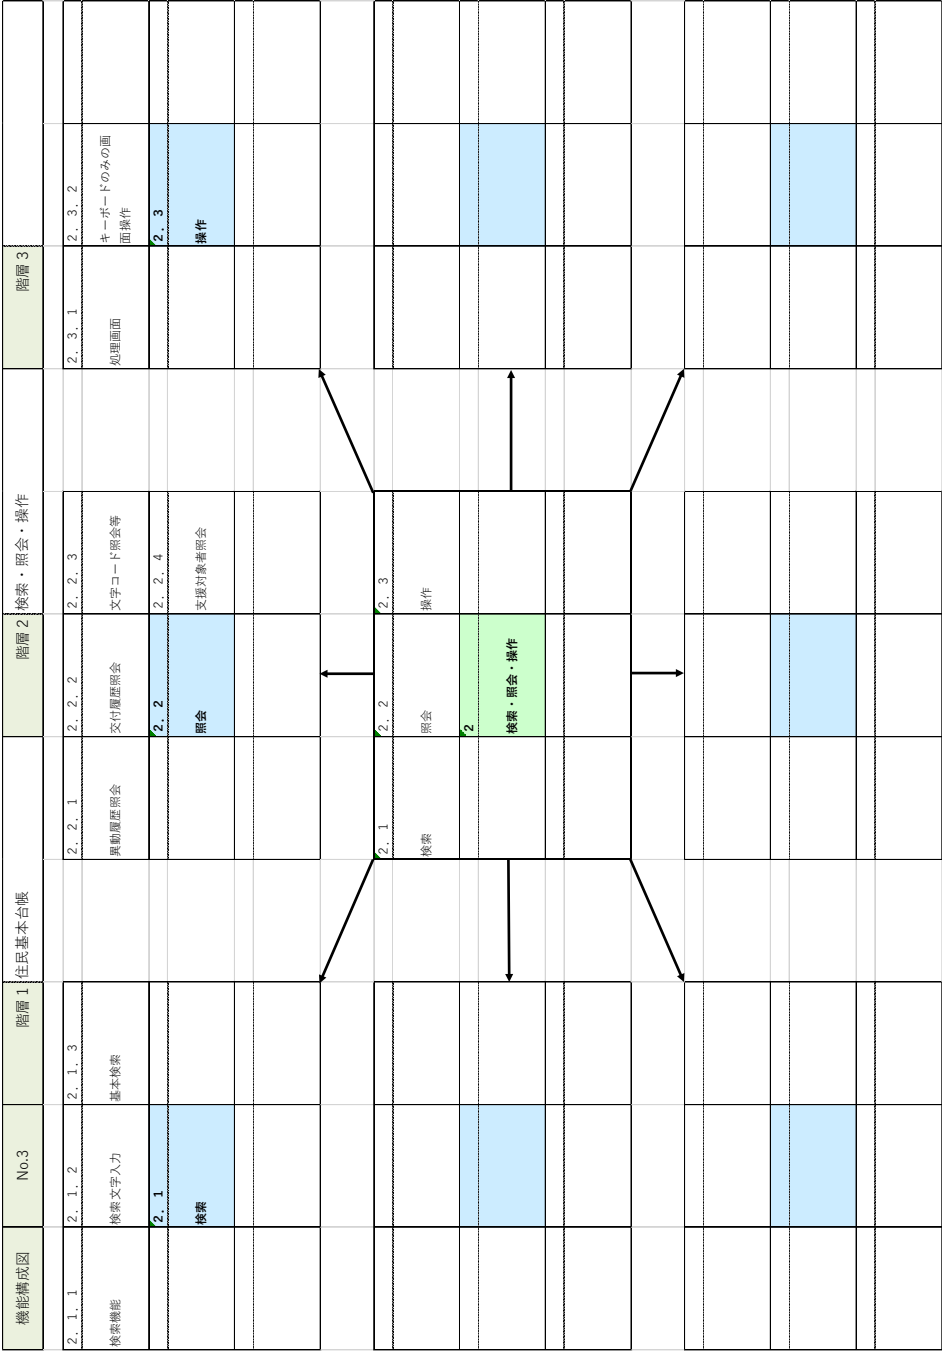 機能構成図 No.3 階層１ 住民基本台帳 階層２ 検索・照会・操作 階層３
２．１．１ ２．１．２ ２．１．３ ２．２．１ ２．２．２ ２．２．３ ２．３．１ ２．３．２
検索機能 検索文字入力 基本検索 異動履歴照会 交付履歴照会 文字コード照会等 処理画面 キーボードのみの画
面操作
２．１ ２．２ ２．２．４ ２．３
検索 照会 支援対象者照会 操作
２．１ ２．２ ２．３
検索 照会 操作
２
検索・照会・操作